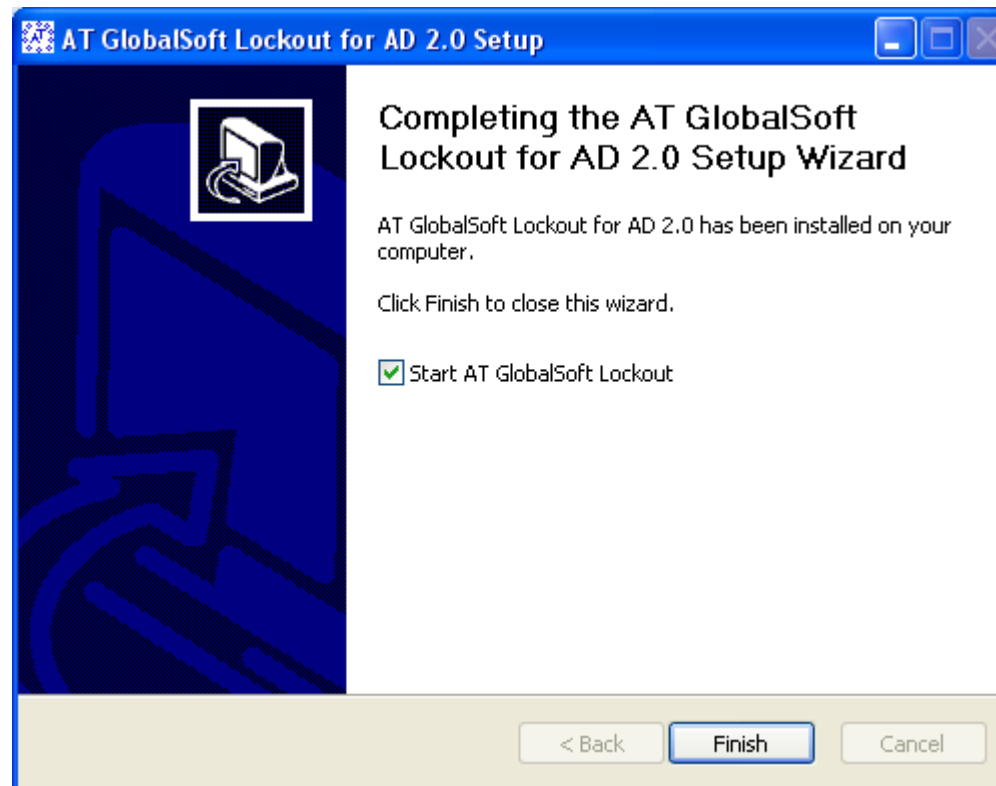 AT GlobalSoft Lockout for AD 2.0 Setup
Completing the AT GlobalSoft
Lockout for AD 2.0 Setup Wizard
AT GlobalSoft Lockout for AD 2.0 has been installed on your
computer.
Click Finish to close this wizard.
Start AT GlobalSoft Lockout
< Back
Finish
Cancel